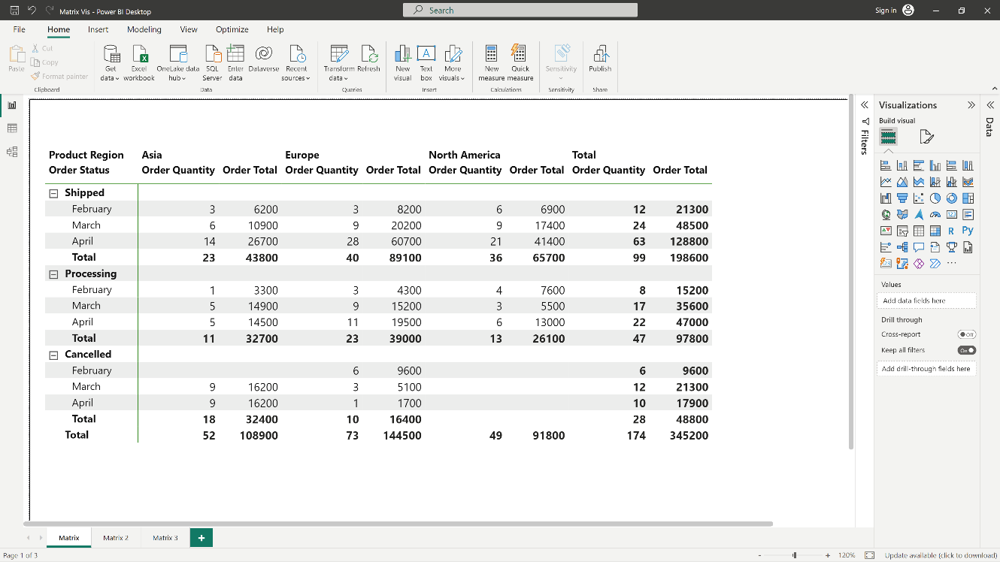 Matrix Vis - Power BI Desktop
Search
Sign in
File Home Insert Modeling View Optimize Help
Paste
Cut
Copy
Format painter
Clipboard
Get data
Excel workbook
OneLake data hub
SQL Server
Enter data
Dataverse
Recent sources
Data
Transform data
Refresh
Queries
New visual
Text box
More visuals
Insert
New measure
Quick measure
Calculations
Sensitivity
Sensitivity
Publish
Share
Product Region Asia Europe North America Total
Order Status Order Quantity Order Total Order Quantity Order Total Order Quantity Order Total Order Quantity Order Total
Shipped
February 3 6200 3 8200 6 6900 12 21300
March 6 10900 9 20200 9 17400 24 48500
April 14 26700 28 60700 21 41400 63 128800
Total 23 43800 40 89100 36 65700 99 198600
Processing
February 1 3300 3 4300 4 7600 8 15200
March 5 14900 9 15200 3 5500 17 35600
April 5 14500 11 19500 6 13000 22 47000
Total 11 32700 23 39000 13 26100 47 97800
Cancelled
February 6 9600 6 9600
March 9 16200 3 5100 12 21300
April 9 16200 1 1700 10 17900
Total 18 32400 10 16400 28 48800
Total 52 108900 73 144500 49 91800 174 345200
Filters
Visualizations
Build visual
R Py
123
123
Values
Add data fields here
Drill through
Cross-report Off
Keep all filters On
Add drill-through fields here
Data
Matrix Matrix 2 Matrix 3 +
Page 1 of 3
- + 120%
Update available (click to download)